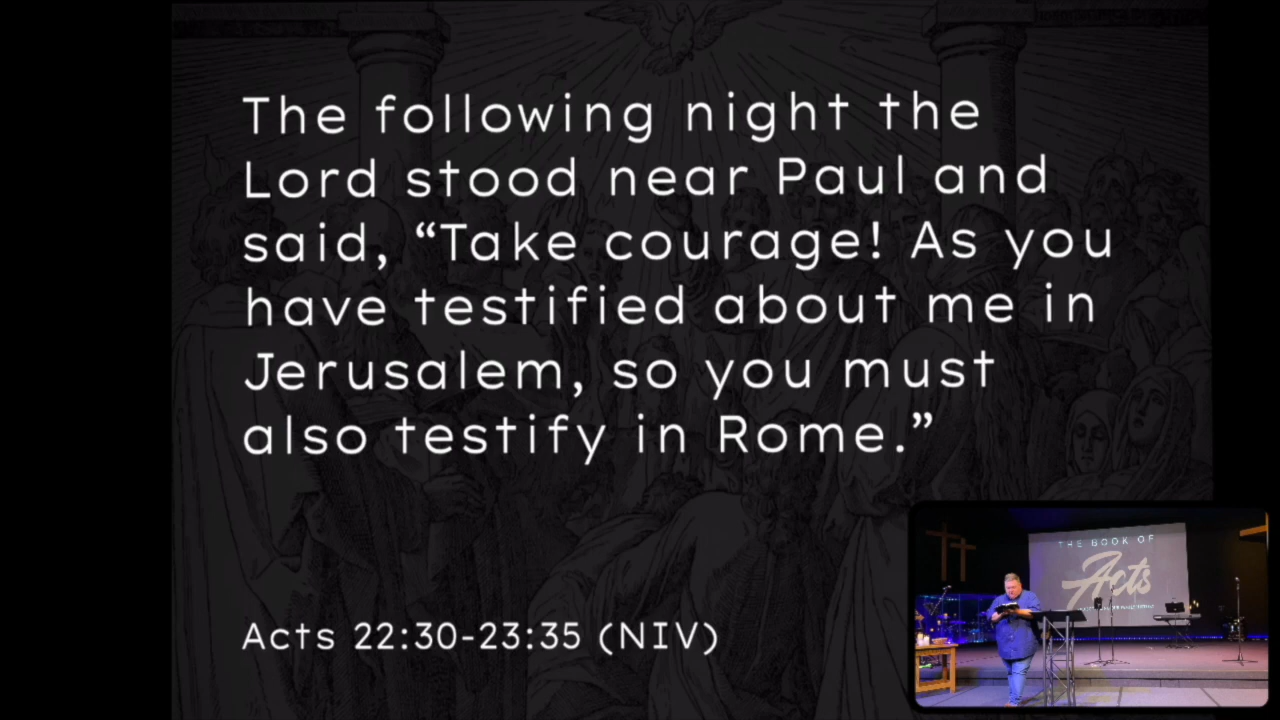 The following night the
Lord stood near Paul and
said, “Take courage! As you
have testified about me in
Jerusalem, so you must
also testify in Rome.”
Acts 22:30-23:35 (NIV)
THE BOOK OF
Acts